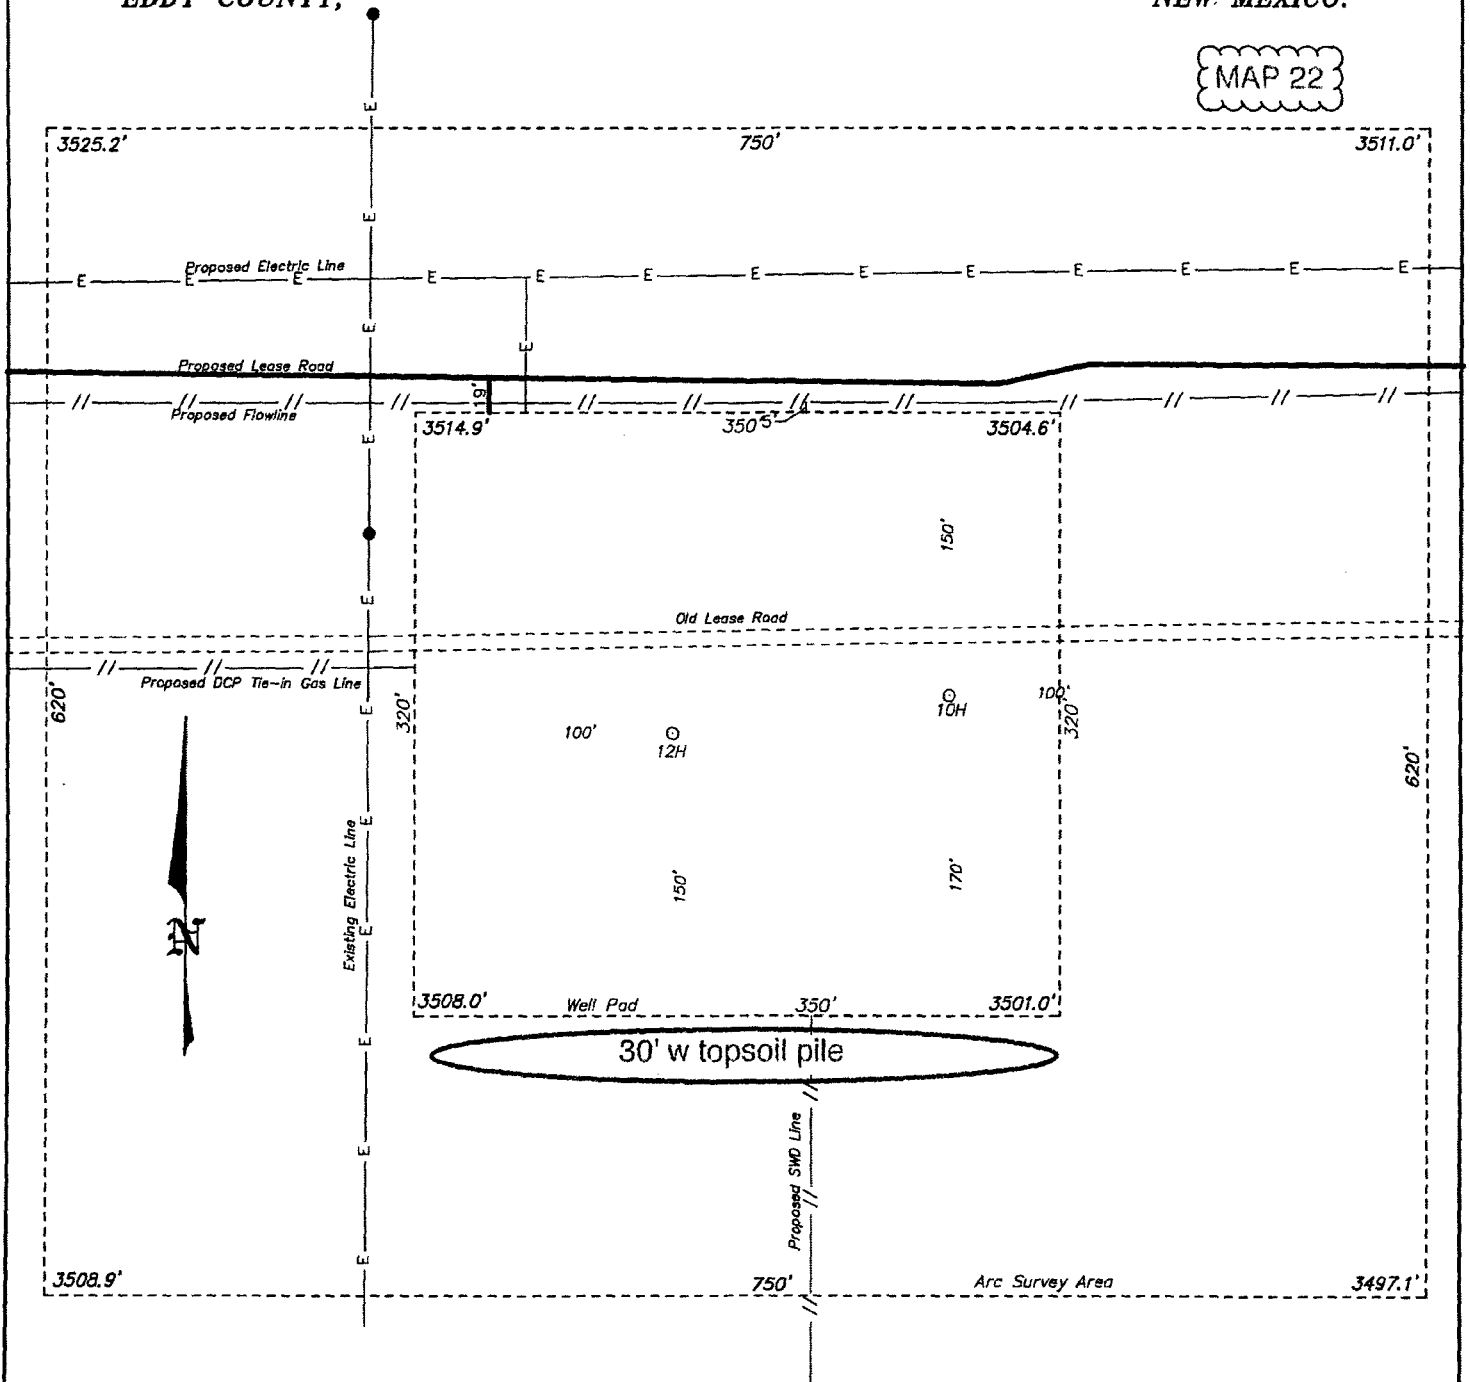 EDDY COUNTY, NEW MEXICO.
MAP 22
3525.2' 750' 3511.0'
E
E
Proposed Electric Line
E E E E E E E E E E E E E
E
E
Proposed Lease Road
19'
// // // // // // // // // // // // //
Proposed Flowline
3514.9' 350' 5' 3504.6'
E
150'
E
Old Lease Road
// // //
Proposed DCP Tie-in Gas Line
620' 320' 100' 12H 10H 100' 320' 620'
E
E
Existing Electric Line
150' 170'
N
E
3508.0' Well Pad 350' 3501.0'
E
30' w topsoil pile
//
Proposed SWD Line
E
//
E
3508.9' 750' Arc Survey Area 3497.1'
//